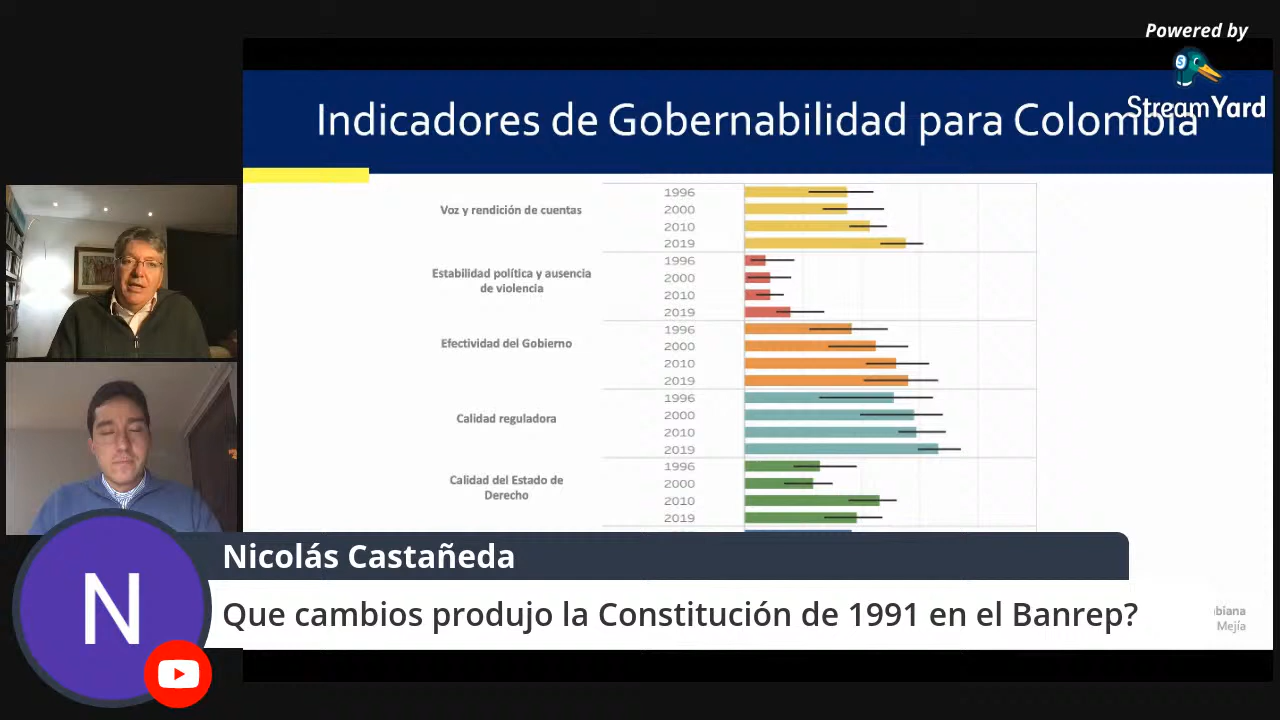 Powered by
StreamYard
Indicadores de Gobernabilidad para Colombia
Voz y rendición de cuentas
1996
2000
2010
2019
Estabilidad política y ausencia
de violencia
1996
2000
2010
2019
Efectividad del Gobierno
1996
2000
2010
2019
Calidad reguladora
1996
2000
2010
2019
Calidad del Estado de
Derecho
1996
2000
2010
2019
N
Nicolás Castañeda
Que cambios produjo la Constitución de 1991 en el Banrep?
Mejía